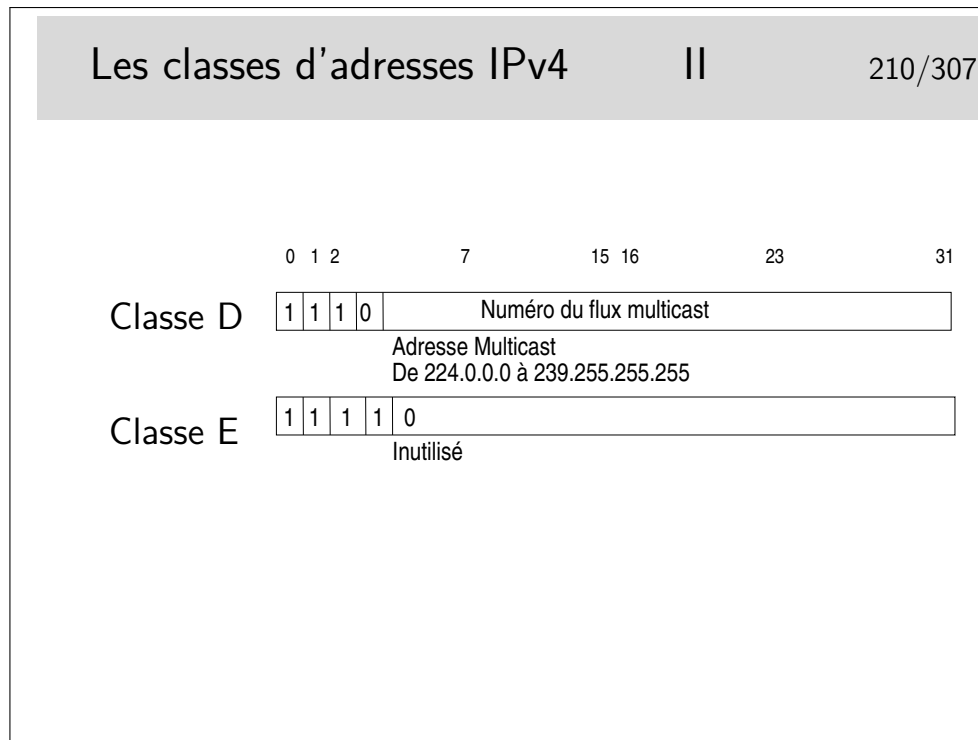 Les classes d'adresses IPv4 II 210/307
0 1 2 7 15 16 23 31
Classe D 1 1 1 0 Numéro du flux multicast
Adresse Multicast
De 224.0.0.0 à 239.255.255.255
Classe E 1 1 1 1 0
Inutilisé